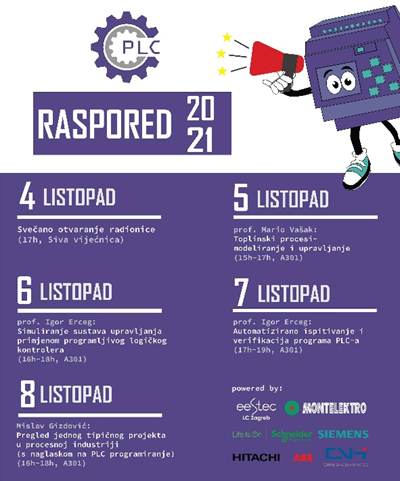 PLC
RASPORED 20
21
4 LISTOPAD
Svečano otvaranje radionice
(17h, Siva vijećnica)
5 LISTOPAD
prof. Mario Vašak:
Toplinski procesi-
modeliranje i upravljanje
(15h-17h, A301)
6 LISTOPAD
prof. Igor Erceg:
Simuliranje sustava upravljanja
primjenom programljivog logičkog
kontrolera
(16h-18h, A301)
7 LISTOPAD
prof. Igor Erceg:
Automatizirano ispitivanje i
verifikacija programa PLC-a
(17h-19h, A301)
8 LISTOPAD
Mislav Gizdović:
Pregled jednog tipičnog projekta
u procesnoj industriji
(s naglaskom na PLC programiranje)
(16h-18h, A301)
powered by:
eestec
LC Zagreb
MONTELEKTRO
Life Is On
Schneider
Electric
SIEMENS
HITACHI
ABB